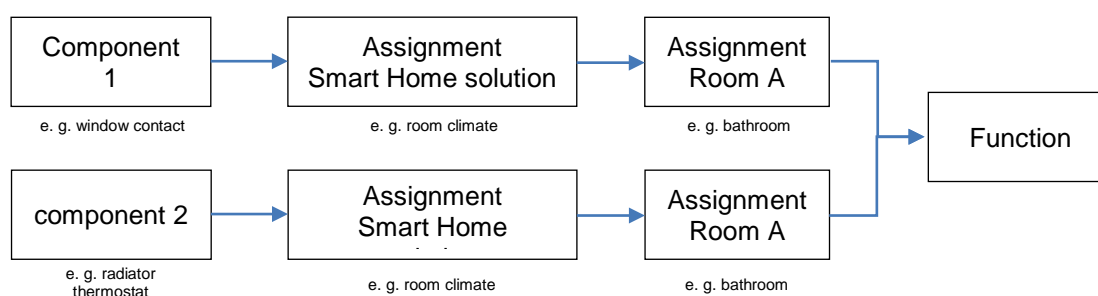 Component
1
Assignment
Smart Home solution
Assignment
Room A
e. g. window contact
e. g. room climate
e. g. bathroom
Function
component 2
Assignment
Smart Home
Assignment
Room A
e. g. radiator
thermostat
e. g. room climate
e. g. bathroom